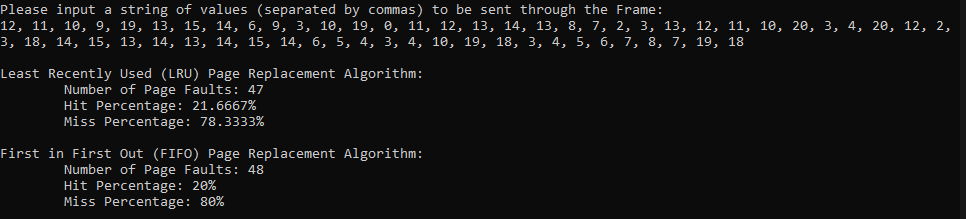 Please input a string of values (separated by commas) to be sent through the Frame:
12, 11, 10, 9, 19, 13, 15, 14, 6, 9, 3, 10, 19, 0, 11, 12, 13, 14, 13, 8, 7, 2, 3, 13, 12, 11, 10, 20, 3, 4, 20, 12, 2,
3, 18, 14, 15, 13, 14, 13, 14, 15, 14, 6, 5, 4, 3, 4, 10, 19, 18, 3, 4, 5, 6, 7, 8, 7, 19, 18
Least Recently Used (LRU) Page Replacement Algorithm:
Number of Page Faults: 47
Hit Percentage: 21.6667%
Miss Percentage: 78.3333%
First in First Out (FIFO) Page Replacement Algorithm:
Number of Page Faults: 48
Hit Percentage: 20%
Miss Percentage: 80%